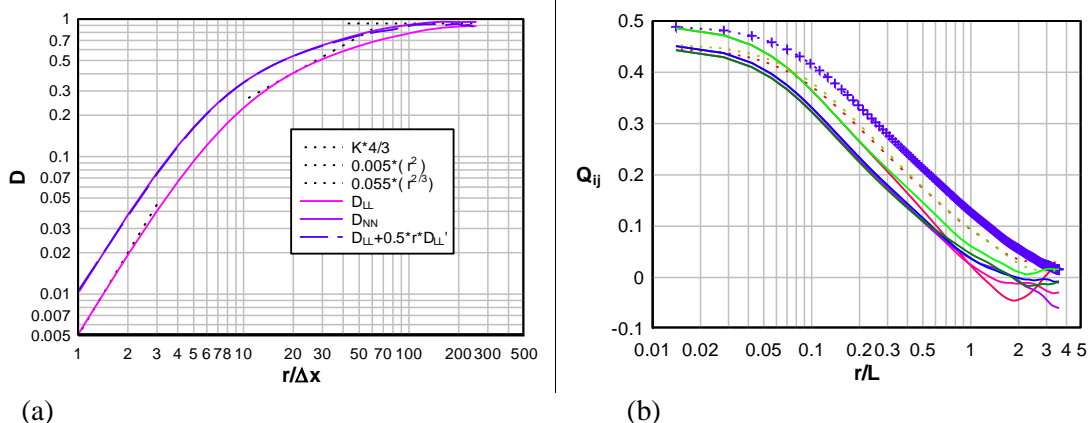 1
0.7
0.5
0.3
0.2
0.1
0.07
0.05
0.03
0.02
0.01
0.007
0.005
D
1 2 3 4 5 6 7 8 10 20 30 50 70 100 200 300 500
r/Δx
K*4/3
0.005*(r²)
0.055*(r^2/3)
D_LL
D_NN
D_LL+0.5*r*D_LL'
(a)
0.5
0.4
0.3
0.2
0.1
0
-0.1
Q_ij
0.01 0.02 0.05 0.1 0.2 0.3 0.5 1 2 3 4 5
r/L
(b)